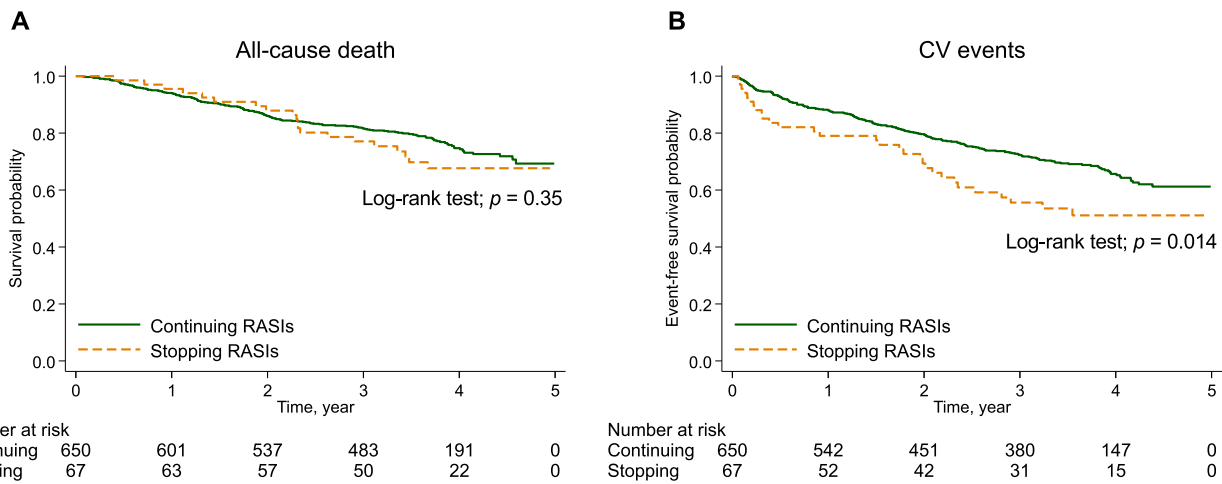 A
All-cause death
Survival probability
1.0
0.8
0.6
0.4
0.2
0.0
Log-rank test; p = 0.35
Continuing RASIs
Stopping RASIs
0 1 2 3 4 5
Time, year
er at risk
nuing 650 601 537 483 191 0
ing 67 63 57 50 22 0
B
CV events
Event-free survival probability
1.0
0.8
0.6
0.4
0.2
0.0
Log-rank test; p = 0.014
Continuing RASIs
Stopping RASIs
0 1 2 3 4 5
Time, year
Number at risk
Continuing 650 542 451 380 147 0
Stopping 67 52 42 31 15 0